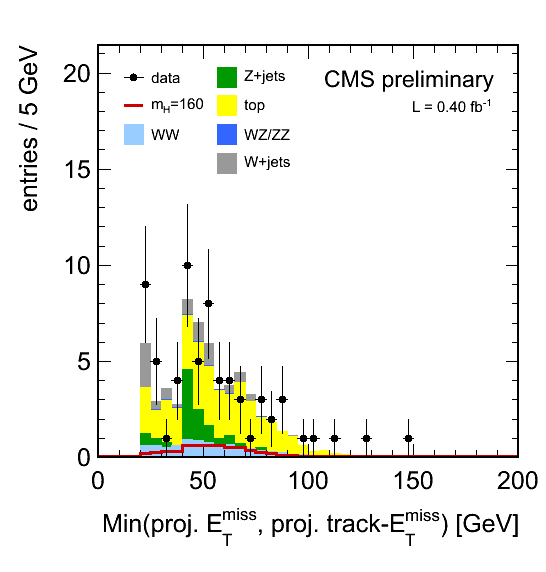 entries / 5 GeV
20
15
10
5
0
data
m_H=160
WW
Z+jets
top
WZ/ZZ
W+jets
CMS preliminary
L = 0.40 fb⁻¹
0 50 100 150 200
Min(proj. E_T^miss, proj. track-E_T^miss) [GeV]